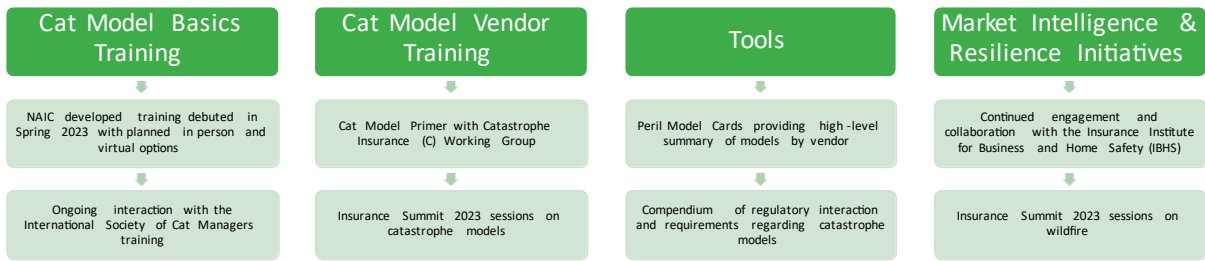 Cat Model Basics
Training
NAIC developed training debuted in
Spring 2023 with planned in person and
virtual options
Ongoing interaction with the
International Society of Cat Managers
training
Cat Model Vendor
Training
Cat Model Primer with Catastrophe
Insurance (C) Working Group
Insurance Summit 2023 sessions on
catastrophe models
Tools
Peril Model Cards providing high-level
summary of models by vendor
Compendium of regulatory interaction
and requirements regarding catastrophe
models
Market Intelligence &
Resilience Initiatives
Continued engagement and
collaboration with the Insurance Institute
for Business and Home Safety (IBHS)
Insurance Summit 2023 sessions on
wildfire